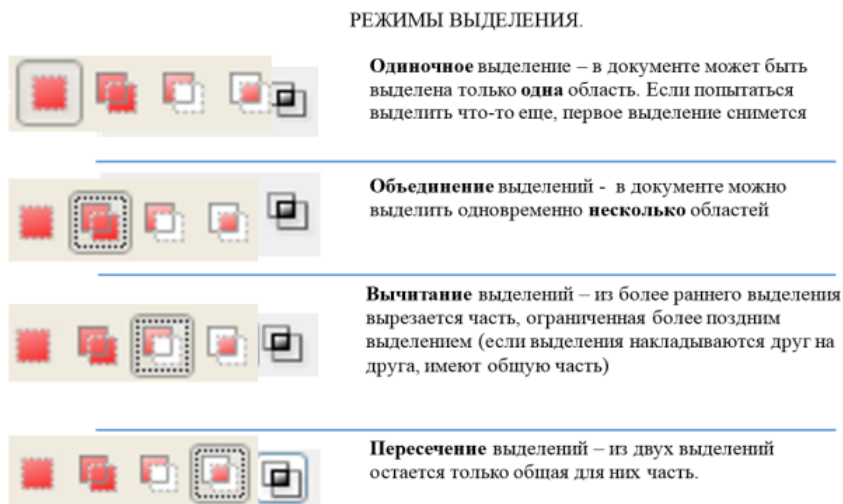 РЕЖИМЫ ВЫДЕЛЕНИЯ.
Одиночное выделение – в документе может быть
выделена только одна область. Если попытаться
выделить что-то еще, первое выделение снимется
Объединение выделений - в документе можно
выделить одновременно несколько областей
Вычитание выделений – из более раннего выделения
вырезается часть, ограниченная более поздним
выделением (если выделения накладываются друг на
друга, имеют общую часть)
Пересечение выделений – из двух выделений
остается только общая для них часть.